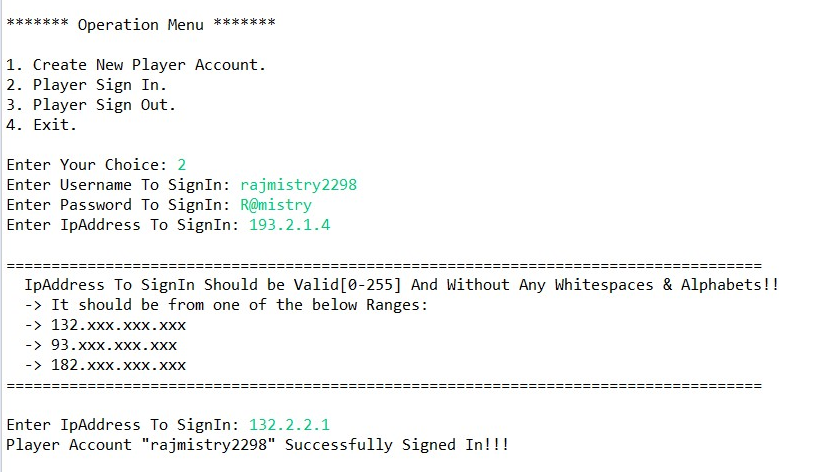 ******* Operation Menu *******
1. Create New Player Account.
2. Player Sign In.
3. Player Sign Out.
4. Exit.
Enter Your Choice: 2
Enter Username To SignIn: rajmistry2298
Enter Password To SignIn: R@mistry
Enter IpAddress To SignIn: 193.2.1.4
====================================================================================
IpAddress To SignIn Should be Valid[0-255] And Without Any Whitespaces & Alphabets!!
-> It should be from one of the below Ranges:
-> 132.xxx.xxx.xxx
-> 93.xxx.xxx.xxx
-> 182.xxx.xxx.xxx
====================================================================================
Enter IpAddress To SignIn: 132.2.2.1
Player Account "rajmistry2298" Successfully Signed In!!!